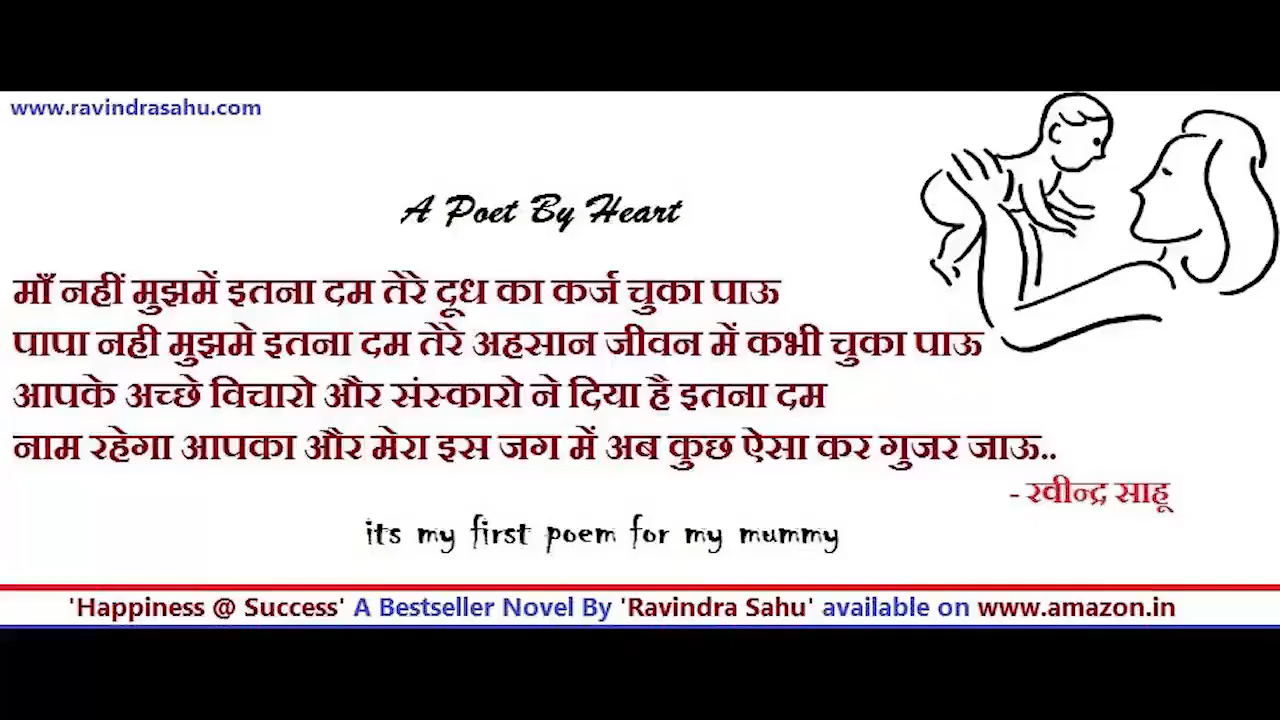 www.ravindrasahu.com
A Poet By Heart
माँ नहीं मुझमें इतना दम तेरे दूध का कर्ज चुका पाऊ
पापा नही मुझमे इतना दम तेरे अहसान जीवन में कभी चुका पाऊ
आपके अच्छे विचारो और संस्कारो ने दिया है इतना दम
नाम रहेगा आपका और मेरा इस जग में अब कुछ ऐसा कर गुजर जाऊ..
- रवीन्द्र साहू
its my first poem for my mummy
'Happiness @ Success' A Bestseller Novel By 'Ravindra Sahu' available on www.amazon.in